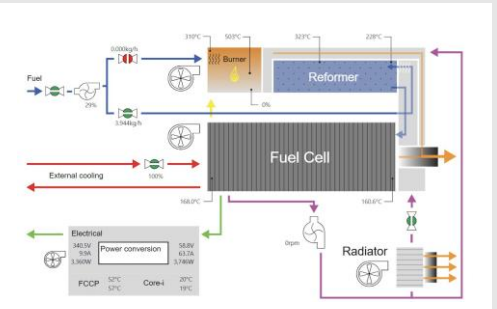 310°C
503°C
323°C
228°C
0.000kg/h
Burner
Reformer
Fuel
29%
0%
3.944kg/h
Fuel Cell
External cooling
100%
168.0°C
160.6°C
Electrical
340.5V
9.9A
3,360W
Power conversion
58.8V
63.7A
3,746W
0rpm
Radiator
FCCP
52°C
57°C
Core-i
20°C
19°C